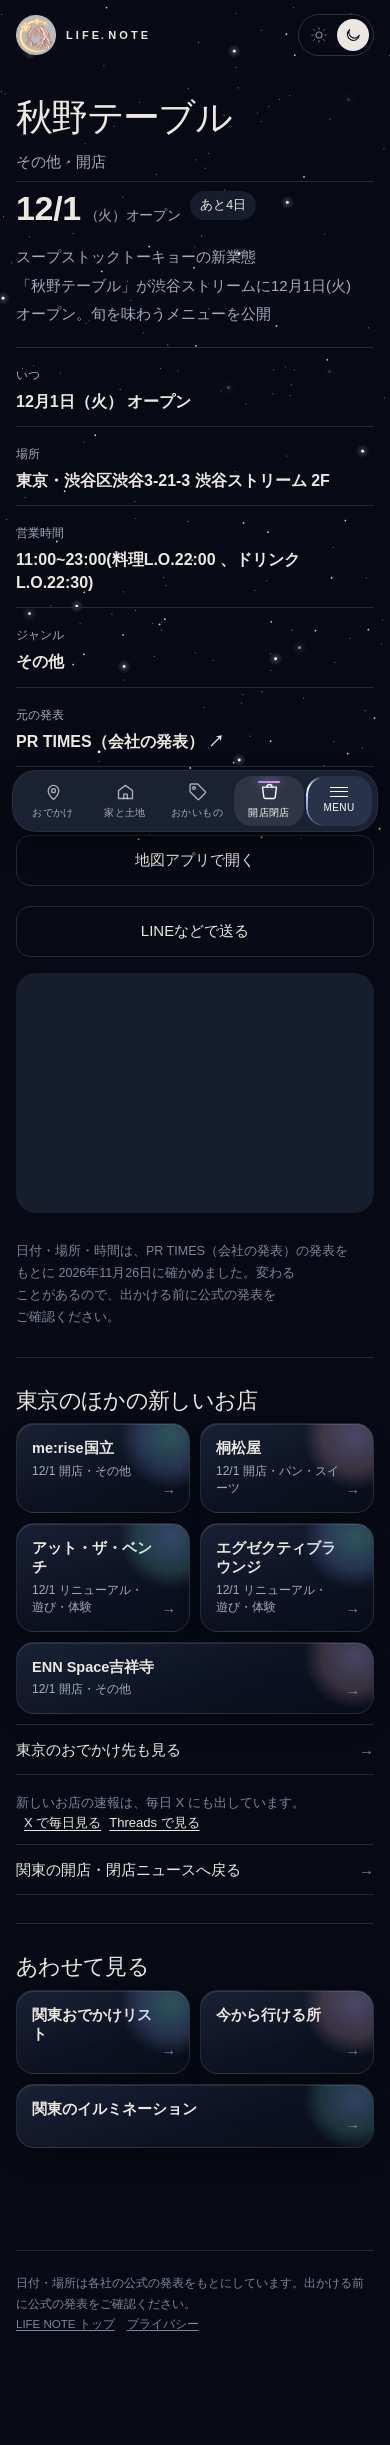 LIFE.NOTE
秋野テーブル
その他・開店
12/1（火）オープン あと4日
スープストックトーキョーの新業態
「秋野テーブル」が渋谷ストリームに12月1日(火)
オープン。旬を味わうメニューを公開
いつ
12月1日（火） オープン
場所
東京・渋谷区渋谷3-21-3 渋谷ストリーム 2F
営業時間
11:00~23:00(料理L.O.22:00 、ドリンク
L.O.22:30)
ジャンル
その他
元の発表
PR TIMES（会社の発表） ↗
おでかけ 家と土地 おかいもの 開店閉店 MENU
地図アプリで開く
LINEなどで送る
日付・場所・時間は、PR TIMES（会社の発表）の発表を
もとに 2026年11月26日に確かめました。変わる
ことがあるので、出かける前に公式の発表を
ご確認ください。
東京のほかの新しいお店
me:rise国立
12/1 開店・その他
→
桐松屋
12/1 開店・パン・スイ
ーツ
→
アット・ザ・ベン
チ
12/1 リニューアル・
遊び・体験
→
エグゼクティブラ
ウンジ
12/1 リニューアル・
遊び・体験
→
ENN Space吉祥寺
12/1 開店・その他
→
東京のおでかけ先も見る →
新しいお店の速報は、毎日 X にも出しています。
X で毎日見る Threads で見る
関東の開店・閉店ニュースへ戻る →
あわせて見る
関東おでかけリス
ト
→
今から行ける所
→
関東のイルミネーション
→
日付・場所は各社の公式の発表をもとにしています。出かける前
に公式の発表をご確認ください。
LIFE NOTE トップ プライバシー